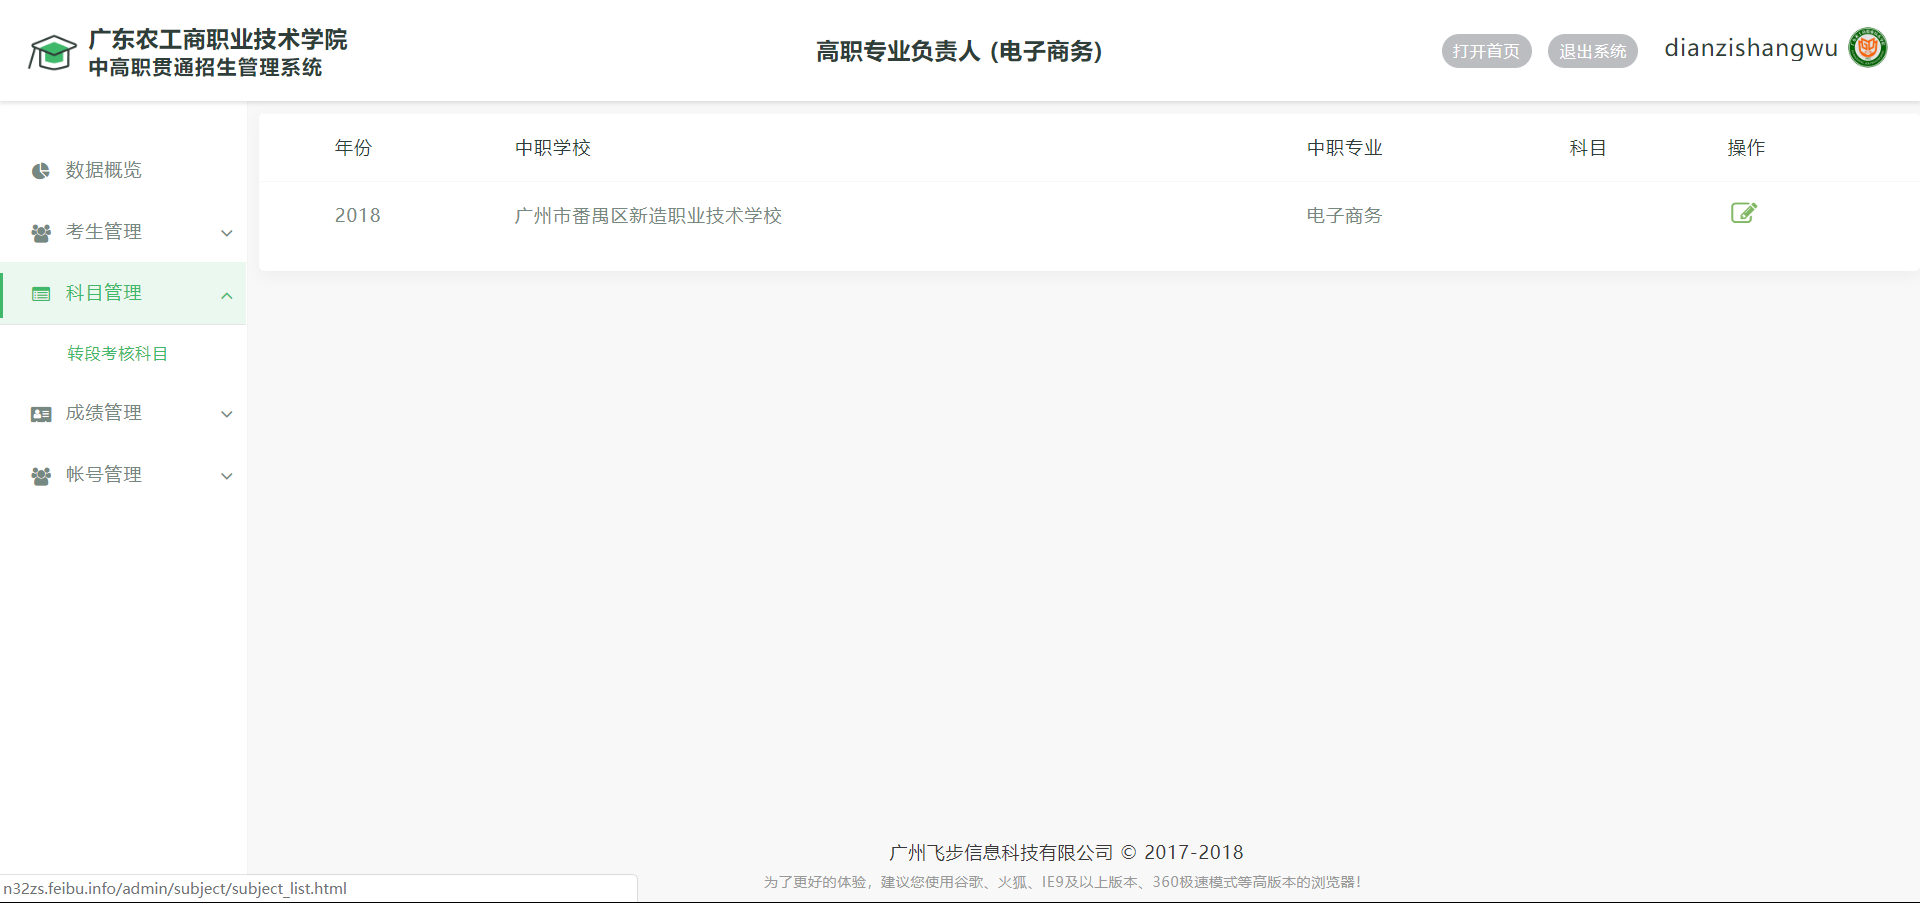 广东农工商职业技术学院
中高职贯通招生管理系统
高职专业负责人 (电子商务)
打开首页
退出系统
dianzishangwu
数据概览
考生管理
科目管理
转段考核科目
成绩管理
帐号管理
年份 中职学校 中职专业 科目 操作
2018 广州市番禺区新造职业技术学校 电子商务
广州飞步信息科技有限公司 © 2017-2018
为了更好的体验，建议您使用谷歌、火狐、IE9及以上版本、360极速模式等高版本的浏览器！
n32zs.feibu.info/admin/subject/subject_list.html